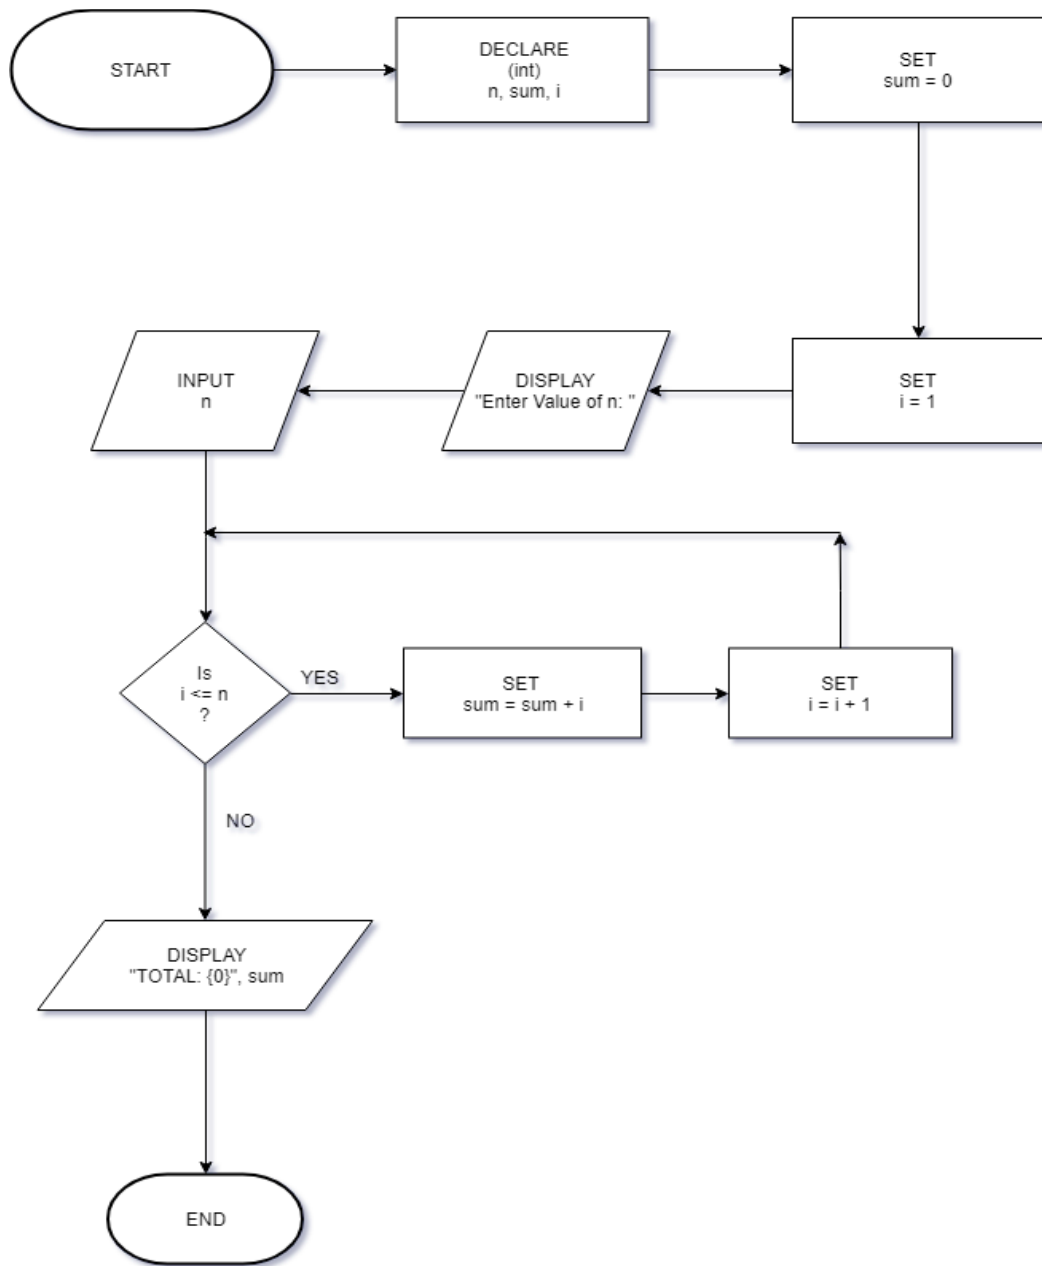 START
DECLARE
(int)
n, sum, i
SET
sum = 0
SET
i = 1
DISPLAY
"Enter Value of n: "
INPUT
n
Is
i <= n
?
YES
SET
sum = sum + i
SET
i = i + 1
NO
DISPLAY
"TOTAL: {0}", sum
END